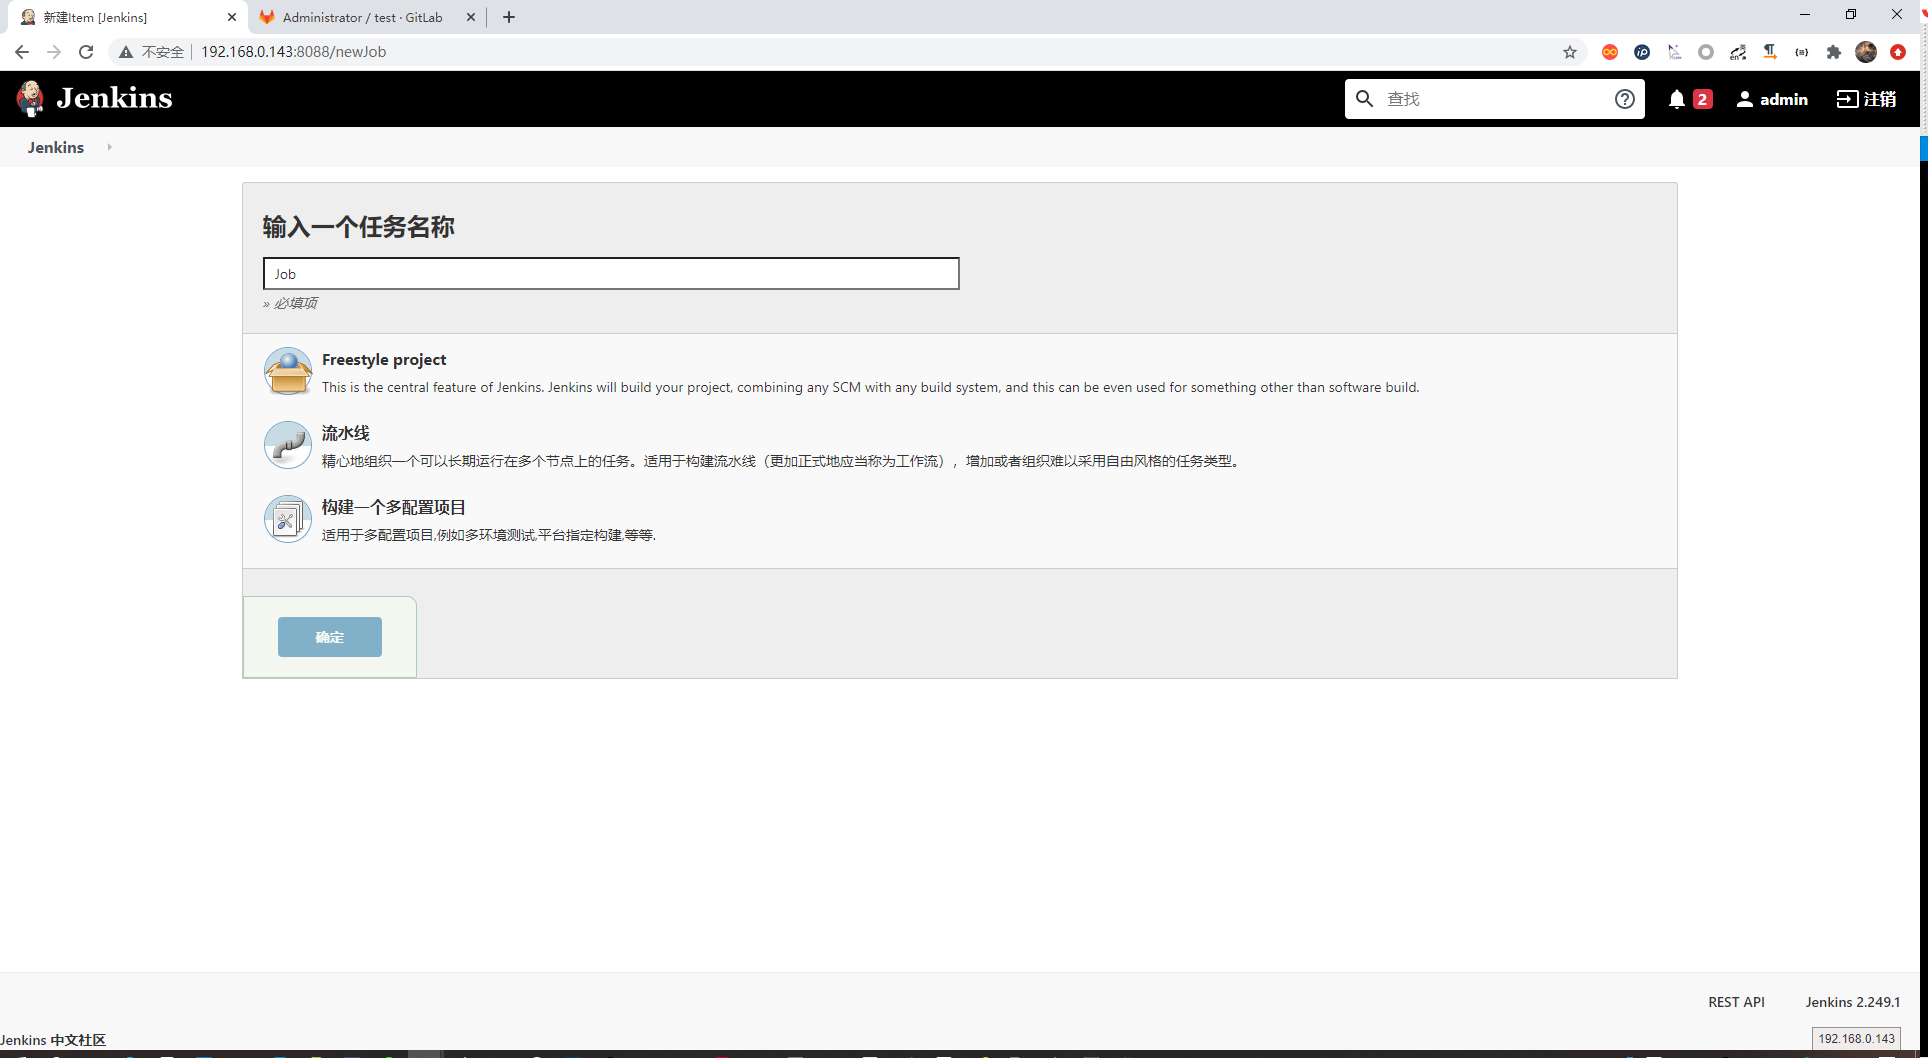 新建Item [Jenkins]
Administrator / test · GitLab
不安全
192.168.0.143:8088/newJob
Jenkins
查找
2
admin
注销
Jenkins
输入一个任务名称
Job
» 必填项
Freestyle project
This is the central feature of Jenkins. Jenkins will build your project, combining any SCM with any build system, and this can be even used for something other than software build.
流水线
精心地组织一个可以长期运行在多个节点上的任务。适用于构建流水线（更加正式地应当称为工作流），增加或者组织难以采用自由风格的任务类型。
构建一个多配置项目
适用于多配置项目,例如多环境测试,平台指定构建,等等.
确定
REST API
Jenkins 2.249.1
Jenkins 中文社区
192.168.0.143